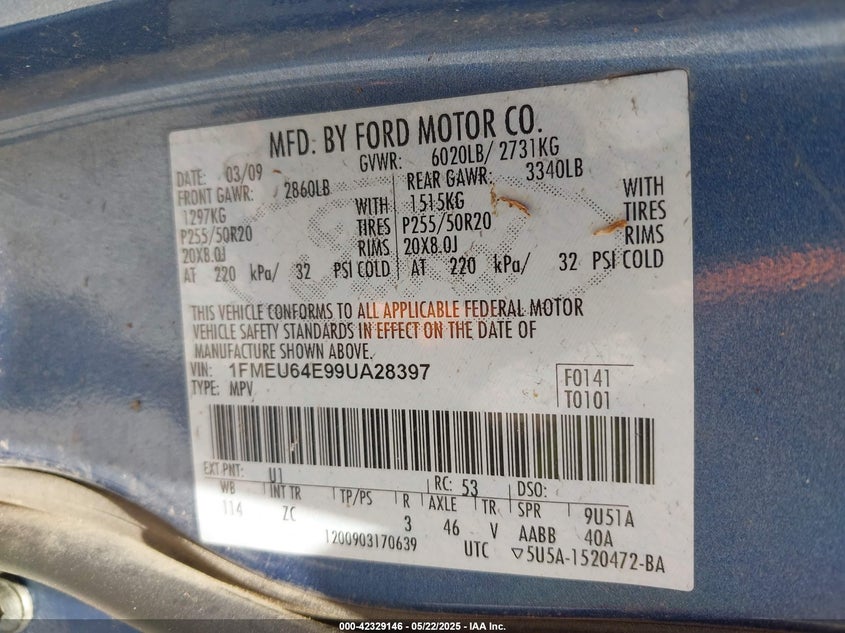 MFD. BY FORD MOTOR CO.
DATE: 03/09 GVWR: 6020LB/ 2731KG
FRONT GAWR: 2860LB REAR GAWR: 3340LB
1297KG WITH 1515KG WITH
P255/50R20 TIRES P255/50R20 TIRES
20X8.0J RIMS 20X8.0J RIMS
AT 220 kPa/ 32 PSI COLD AT 220 kPa/ 32 PSI COLD
THIS VEHICLE CONFORMS TO ALL APPLICABLE FEDERAL MOTOR
VEHICLE SAFETY STANDARDS IN EFFECT ON THE DATE OF
MANUFACTURE SHOWN ABOVE.
VIN: 1FMEU64E99UA28397 F0141
TYPE: MPV T0101
EXT PNT: U1 RC: 53 DSO:
WB INT TR TP/PS R AXLE TR SPR 9U51A
114 ZC 3 46 V AABB 40A
1200903170639 UTC ▽5U5A-1520472-BA
000-42329146 - 05/22/2025 - IAA Inc.